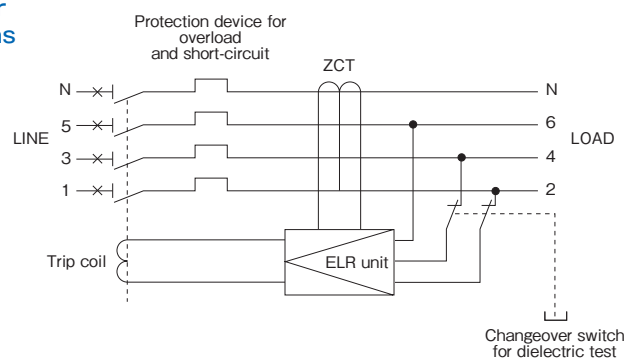 Protection device for
overload
and short-circuit
ZCT
N
N
5
6
LINE
LOAD
3
4
1
2
Trip coil
ELR unit
Changeover switch
for dielectric test